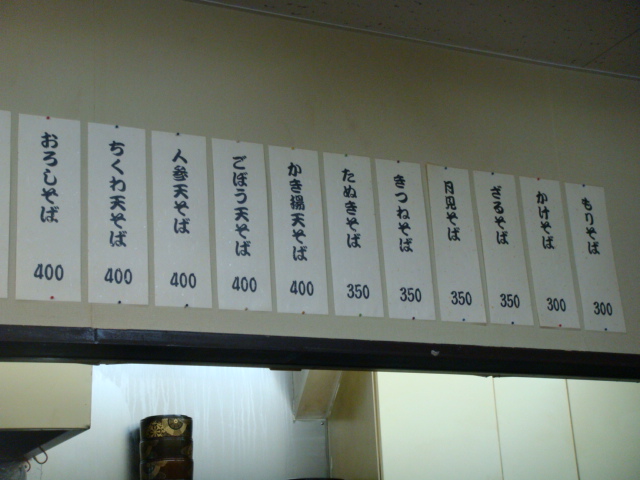 もりそば 300
かけそば 300
ざるそば 350
月見そば 350
きつねそば 350
たぬきそば 350
かき揚天そば 400
ごぼう天そば 400
人参天そば 400
ちくわ天そば 400
おろしそば 400